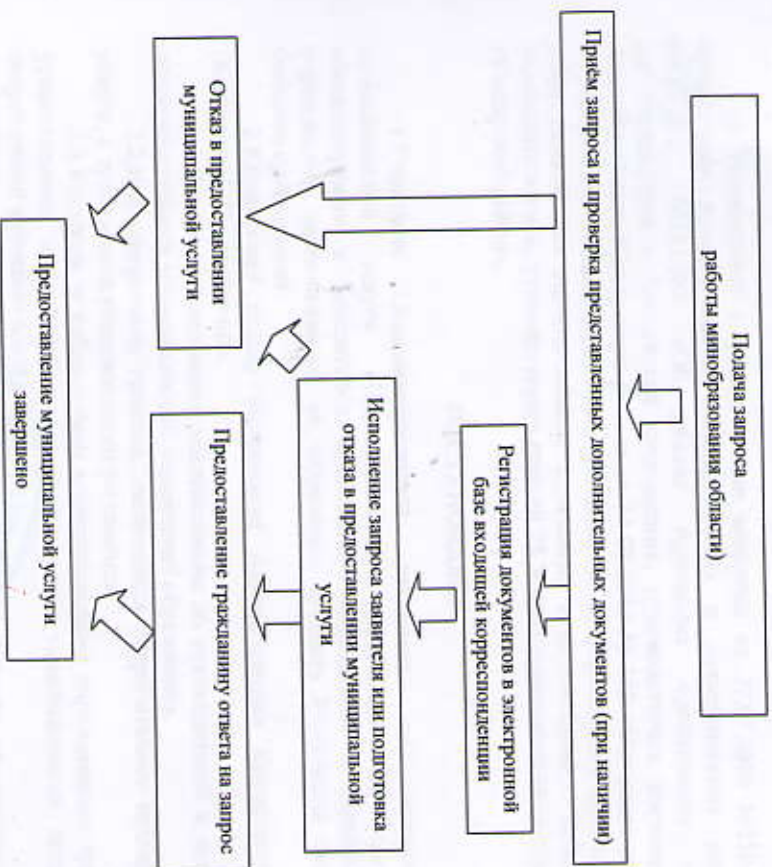 Подача запроса
работы минобразования области)
Приём запроса и проверка представленных дополнительных документов (при наличии)
Регистрация документов в электронной
базе входящей корреспонденции
Исполнение запроса заявителя или подготовка
отказа в предоставлении муниципальной
услуги
Отказ в предоставлении
муниципальной услуги
Предоставление гражданину ответа на запрос
Предоставление муниципальной услуги
завершено